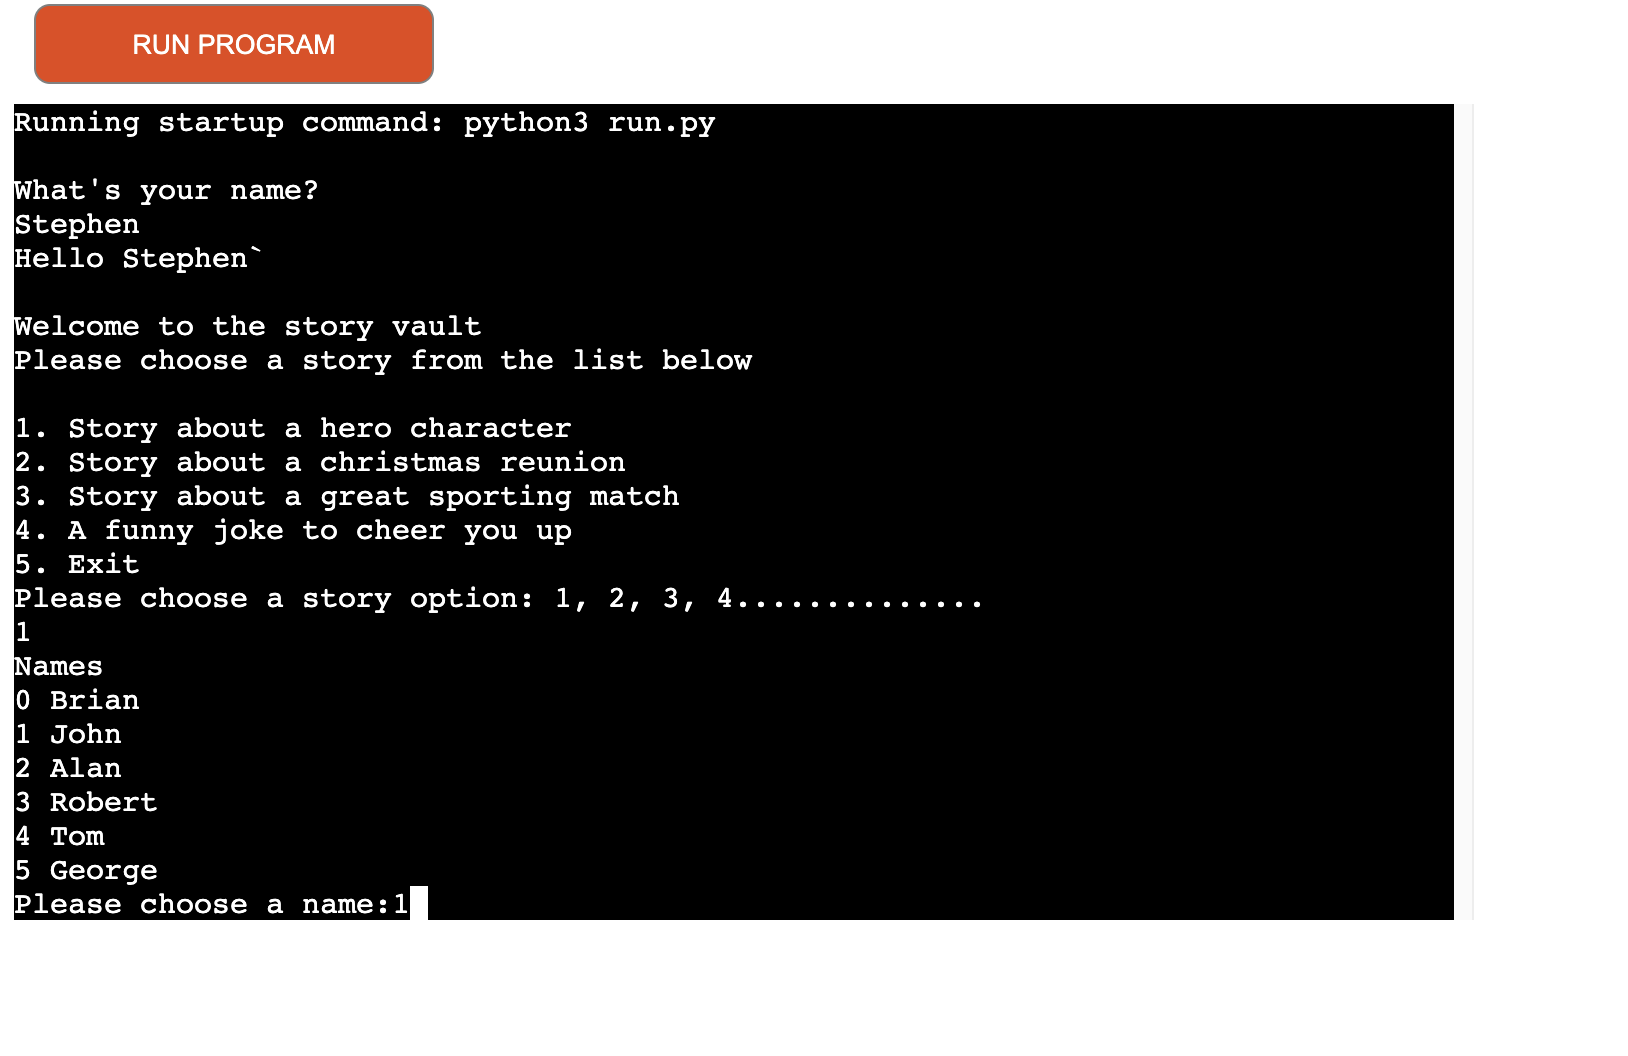 RUN PROGRAM
Running startup command: python3 run.py
What's your name?
Stephen
Hello Stephen`
Welcome to the story vault
Please choose a story from the list below
1. Story about a hero character
2. Story about a christmas reunion
3. Story about a great sporting match
4. A funny joke to cheer you up
5. Exit
Please choose a story option: 1, 2, 3, 4..............
1
Names
0 Brian
1 John
2 Alan
3 Robert
4 Tom
5 George
Please choose a name:1